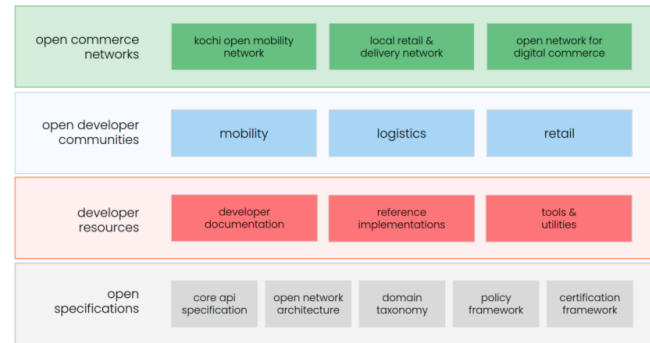 open commerce
networks
kochi open mobility
network
local retail &
delivery network
open network for
digital commerce
open developer
communities
mobility
logistics
retail
developer
resources
developer
documentation
reference
implementations
tools &
utilities
open
specifications
core api
specification
open network
architecture
domain
taxonomy
policy
framework
certification
framework